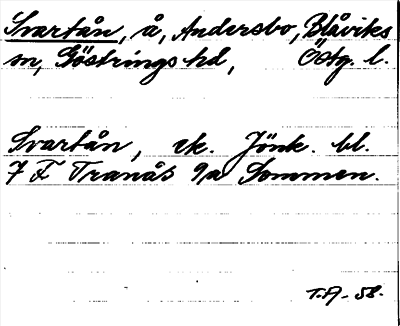 Svartån, å, Andersbo, Blåviks
sn, Göstrings hd, Östg. l.
Svartån, ek. Jönk. bl.
7 F Tranås 9a Sommen.
T.A. 58.